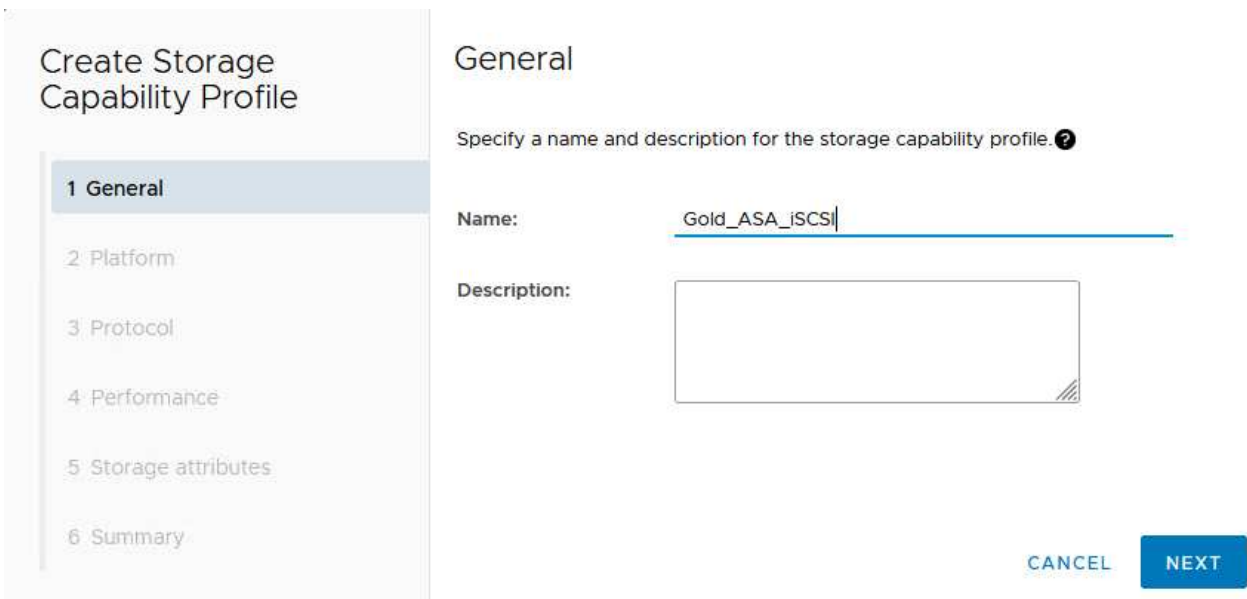 Create Storage
Capability Profile
1 General
2 Platform
3 Protocol
4 Performance
5 Storage attributes
6 Summary
General
Specify a name and description for the storage capability profile.?
Name:
Gold_ASA_iSCSI
Description:
CANCEL
NEXT